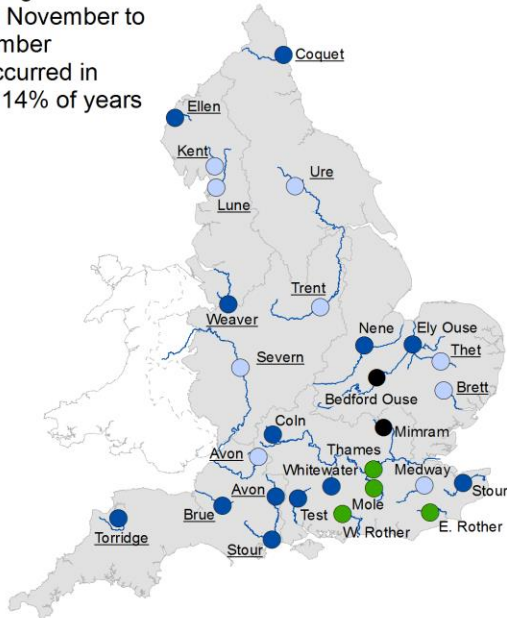 November to
mber
ccurred in
14% of years
Coquet
Ellen
Kent
Ure
Lune
Trent
Weaver
Nene
Ely Ouse
Severn
Thet
Brett
Bedford Ouse
Coln
Mimram
Avon
Thames
Whitewater
Medway
Avon
Stour
Brue
Test
Mole
Torridge
W. Rother
E. Rother
Stour